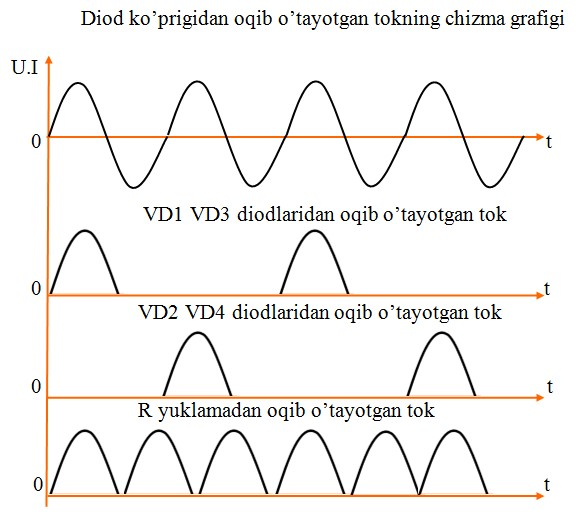 Diod ko’prigidan oqib o’tayotgan tokning chizma grafigi
U.I
0
t
VD1 VD3 diodlaridan oqib o’tayotgan tok
0
t
VD2 VD4 diodlaridan oqib o’tayotgan tok
0
t
R yuklamadan oqib o’tayotgan tok
0
t